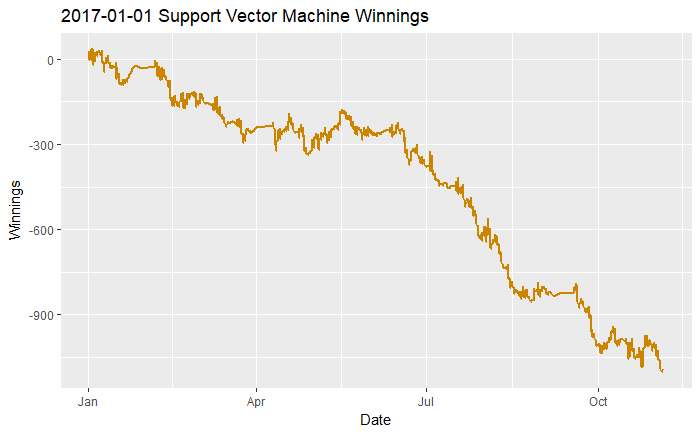 2017-01-01 Support Vector Machine Winnings
0
-300
-600
-900
Winnings
Jan Apr Jul Oct
Date